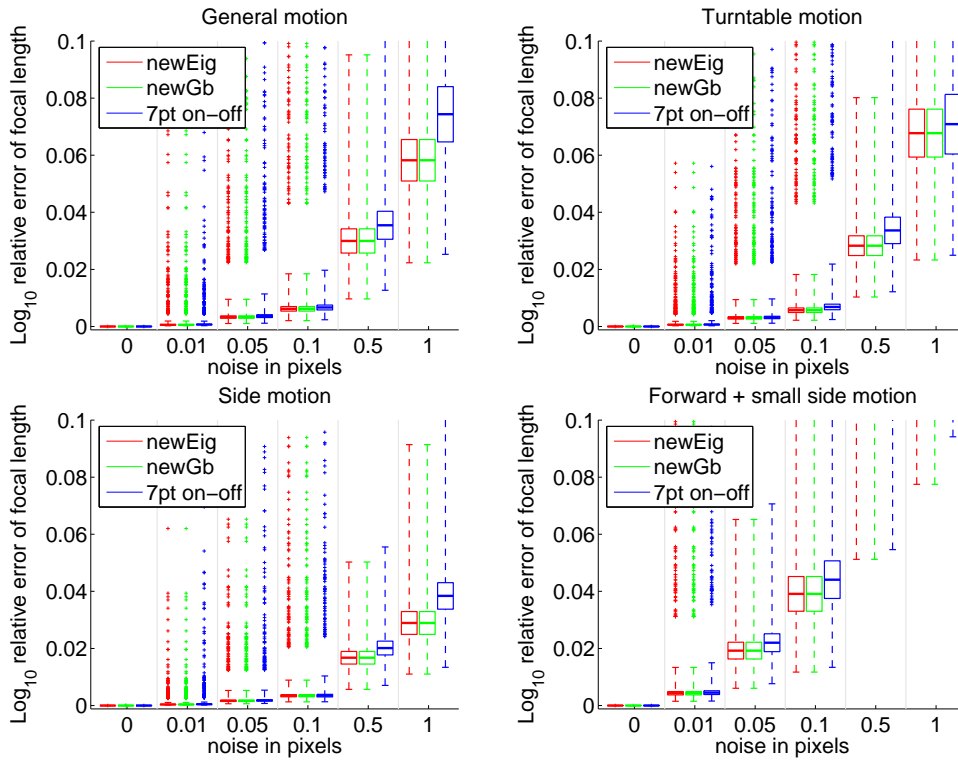 General motion
Log10 relative error of focal length
0.1
0.08
0.06
0.04
0.02
0
newEig
newGb
7pt on-off
0 0.01 0.05 0.1 0.5 1
noise in pixels
Turntable motion
Log10 relative error of focal length
0.1
0.08
0.06
0.04
0.02
0
newEig
newGb
7pt on-off
0 0.01 0.05 0.1 0.5 1
noise in pixels
Side motion
Log10 relative error of focal length
0.1
0.08
0.06
0.04
0.02
0
newEig
newGb
7pt on-off
0 0.01 0.05 0.1 0.5 1
noise in pixels
Forward + small side motion
Log10 relative error of focal length
0.1
0.08
0.06
0.04
0.02
0
newEig
newGb
7pt on-off
0 0.01 0.05 0.1 0.5 1
noise in pixels